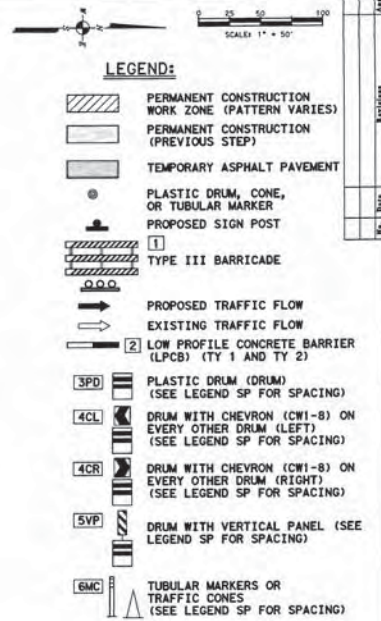 0 25 50 100
SCALE: 1" = 50'
LEGEND:
PERMANENT CONSTRUCTION
WORK ZONE (PATTERN VARIES)
PERMANENT CONSTRUCTION
(PREVIOUS STEP)
TEMPORARY ASPHALT PAVEMENT
PLASTIC DRUM, CONE,
OR TUBULAR MARKER
PROPOSED SIGN POST
1
TYPE III BARRICADE
PROPOSED TRAFFIC FLOW
EXISTING TRAFFIC FLOW
2 LOW PROFILE CONCRETE BARRIER
(LPCB) (TY 1 AND TY 2)
3PD PLASTIC DRUM (DRUM)
(SEE LEGEND SP FOR SPACING)
4CL DRUM WITH CHEVRON (CW1-8) ON
EVERY OTHER DRUM (LEFT)
(SEE LEGEND SP FOR SPACING)
4CR DRUM WITH CHEVRON (CW1-8) ON
EVERY OTHER DRUM (RIGHT)
(SEE LEGEND SP FOR SPACING)
5VP DRUM WITH VERTICAL PANEL (SEE
LEGEND SP FOR SPACING)
6MC TUBULAR MARKERS OR
TRAFFIC CONES
(SEE LEGEND SP FOR SPACING)
No. Date Revisions